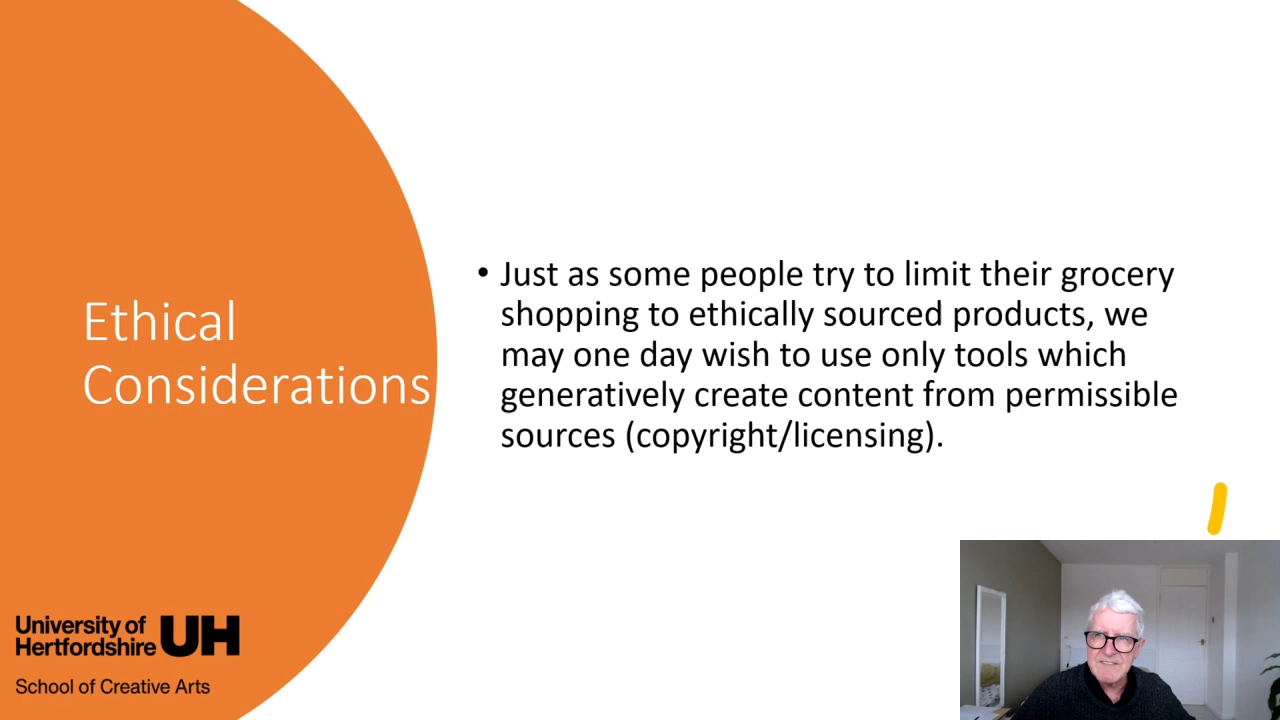 Ethical
Considerations
• Just as some people try to limit their grocery
shopping to ethically sourced products, we
may one day wish to use only tools which
generatively create content from permissible
sources (copyright/licensing).
University of
Hertfordshire UH
School of Creative Arts